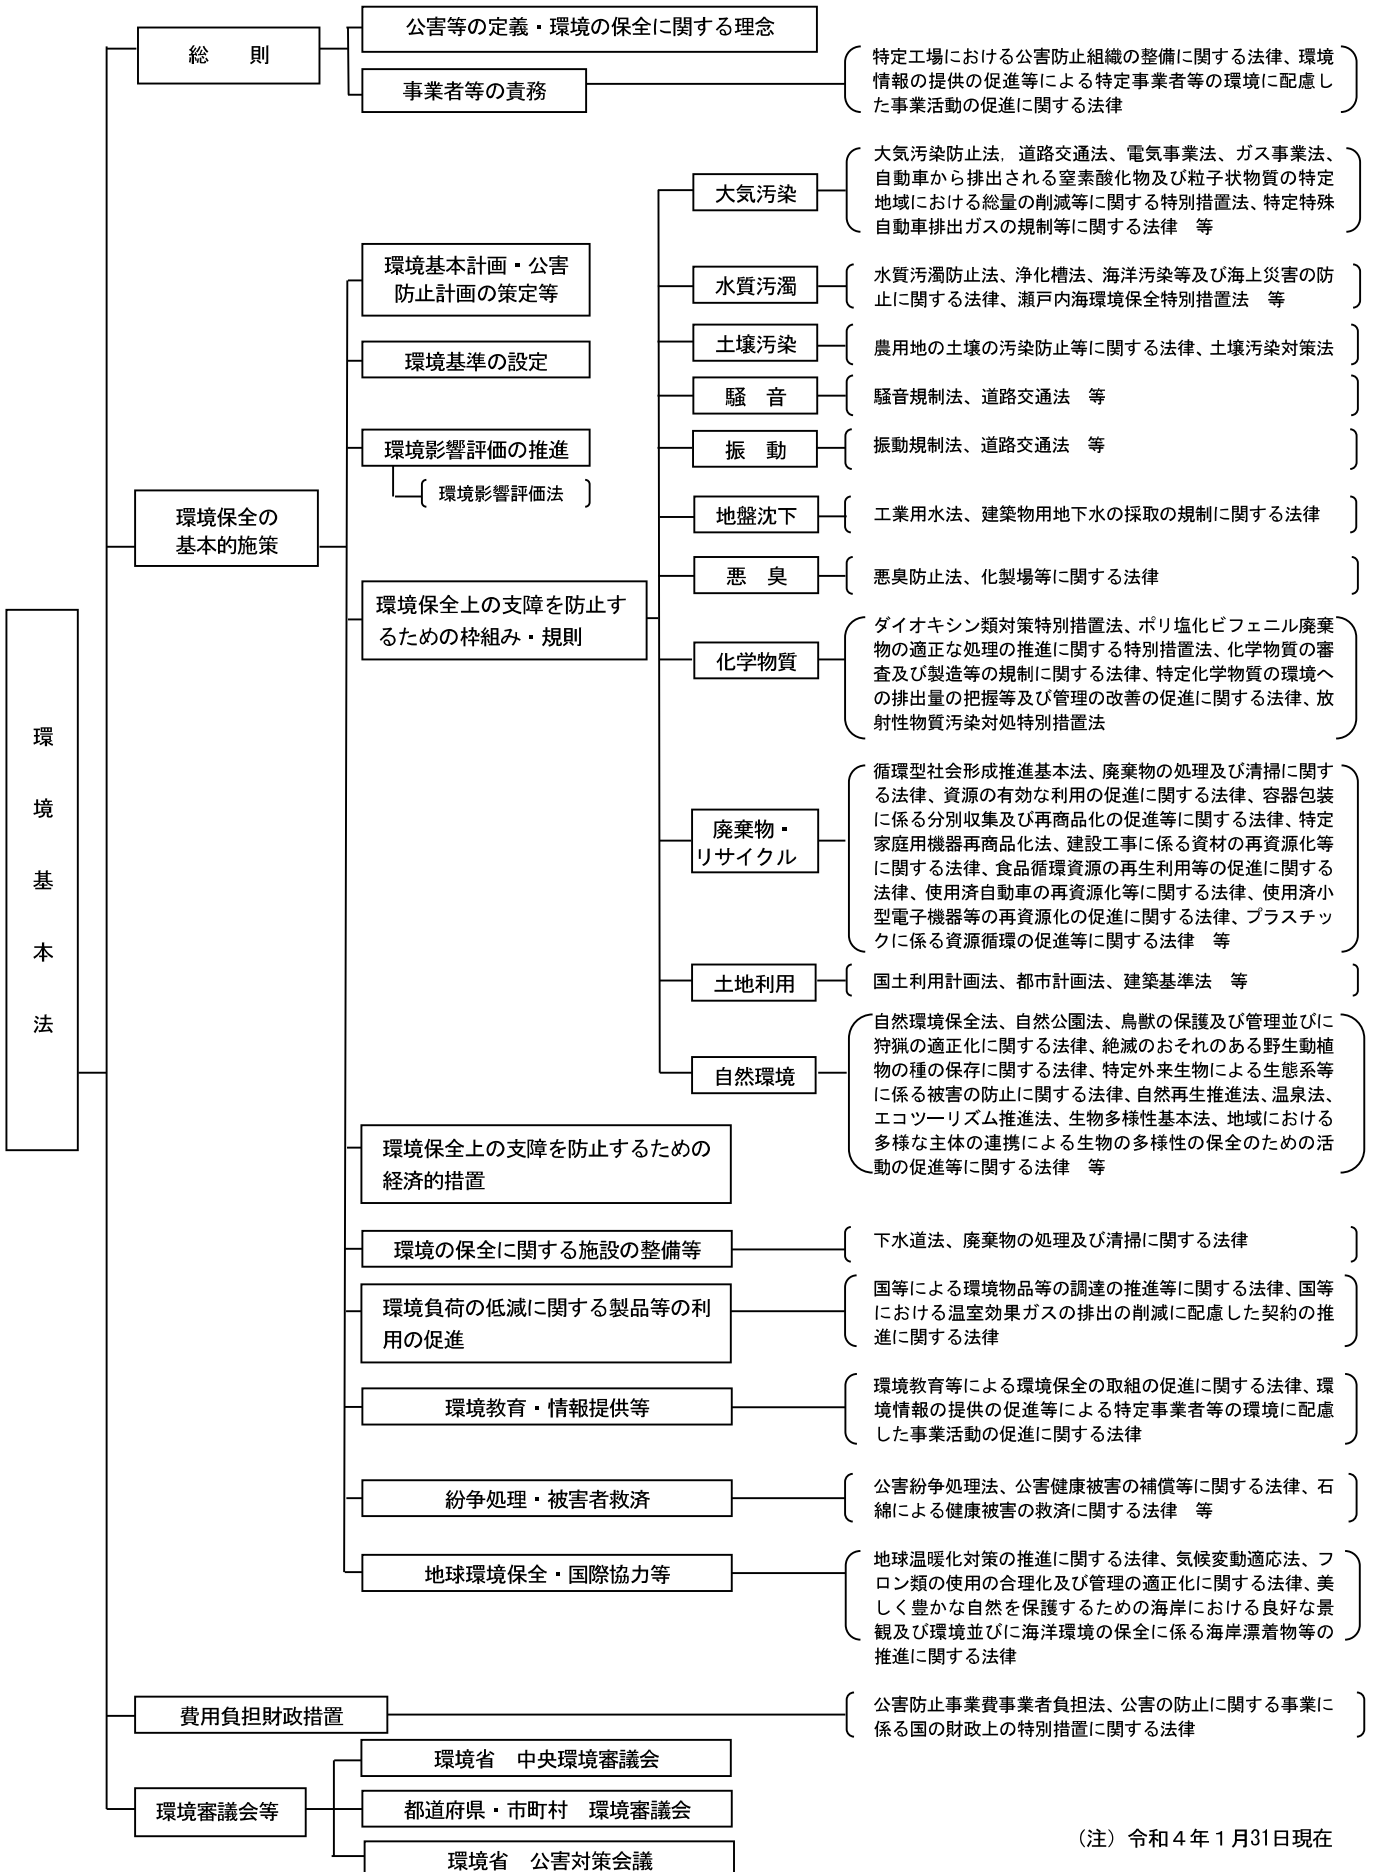 公害等の定義・環境の保全に関する理念
総　則
事業者等の責務
特定工場における公害防止組織の整備に関する法律、環境
情報の提供の促進等による特定事業者等の環境に配慮し
た事業活動の促進に関する法律
大気汚染
大気汚染防止法，道路交通法、電気事業法、ガス事業法、
自動車から排出される窒素酸化物及び粒子状物質の特定
地域における総量の削減等に関する特別措置法、特定特殊
自動車排出ガスの規制等に関する法律　等
環境基本計画・公害
防止計画の策定等
水質汚濁
水質汚濁防止法、浄化槽法、海洋汚染等及び海上災害の防
止に関する法律、瀬戸内海環境保全特別措置法　等
環境基準の設定
土壌汚染
農用地の土壌の汚染防止等に関する法律、土壌汚染対策法
騒　音
騒音規制法、道路交通法　等
環境影響評価の推進
環境影響評価法
振　動
振動規制法、道路交通法　等
環境保全の
基本的施策
地盤沈下
工業用水法、建築物用地下水の採取の規制に関する法律
悪　臭
悪臭防止法、化製場等に関する法律
環境保全上の支障を防止す
るための枠組み・規則
化学物質
ダイオキシン類対策特別措置法、ポリ塩化ビフェニル廃棄
物の適正な処理の推進に関する特別措置法、化学物質の審
査及び製造等の規制に関する法律、特定化学物質の環境へ
の排出量の把握等及び管理の改善の促進に関する法律、放
射性物質汚染対処特別措置法
環境基本法
廃棄物・
リサイクル
循環型社会形成推進基本法、廃棄物の処理及び清掃に関す
る法律、資源の有効な利用の促進に関する法律、容器包装
に係る分別収集及び再商品化の促進等に関する法律、特定
家庭用機器再商品化法、建設工事に係る資材の再資源化等
に関する法律、食品循環資源の再生利用等の促進に関する
法律、使用済自動車の再資源化等に関する法律、使用済小
型電子機器等の再資源化の促進に関する法律、プラスチッ
クに係る資源循環の促進等に関する法律　等
土地利用
国土利用計画法、都市計画法、建築基準法　等
自然環境
自然環境保全法、自然公園法、鳥獣の保護及び管理並びに
狩猟の適正化に関する法律、絶滅のおそれのある野生動植
物の種の保存に関する法律、特定外来生物による生態系等
に係る被害の防止に関する法律、自然再生推進法、温泉法、
エコツーリズム推進法、生物多様性基本法、地域における
多様な主体の連携による生物の多様性の保全のための活
動の促進等に関する法律　等
環境保全上の支障を防止するための
経済的措置
環境の保全に関する施設の整備等
下水道法、廃棄物の処理及び清掃に関する法律
環境負荷の低減に関する製品等の利
用の促進
国等による環境物品等の調達の推進等に関する法律、国等
における温室効果ガスの排出の削減に配慮した契約の推
進に関する法律
環境教育・情報提供等
環境教育等による環境保全の取組の促進に関する法律、環
境情報の提供の促進等による特定事業者等の環境に配慮
した事業活動の促進に関する法律
紛争処理・被害者救済
公害紛争処理法、公害健康被害の補償等に関する法律、石
綿による健康被害の救済に関する法律　等
地球環境保全・国際協力等
地球温暖化対策の推進に関する法律、気候変動適応法、フ
ロン類の使用の合理化及び管理の適正化に関する法律、美
しく豊かな自然を保護するための海岸における良好な景
観及び環境並びに海洋環境の保全に係る海岸漂着物等の
推進に関する法律
費用負担財政措置
公害防止事業費事業者負担法、公害の防止に関する事業に
係る国の財政上の特別措置に関する法律
環境審議会等
環境省　中央環境審議会
都道府県・市町村　環境審議会
環境省　公害対策会議
（注）令和４年１月31日現在